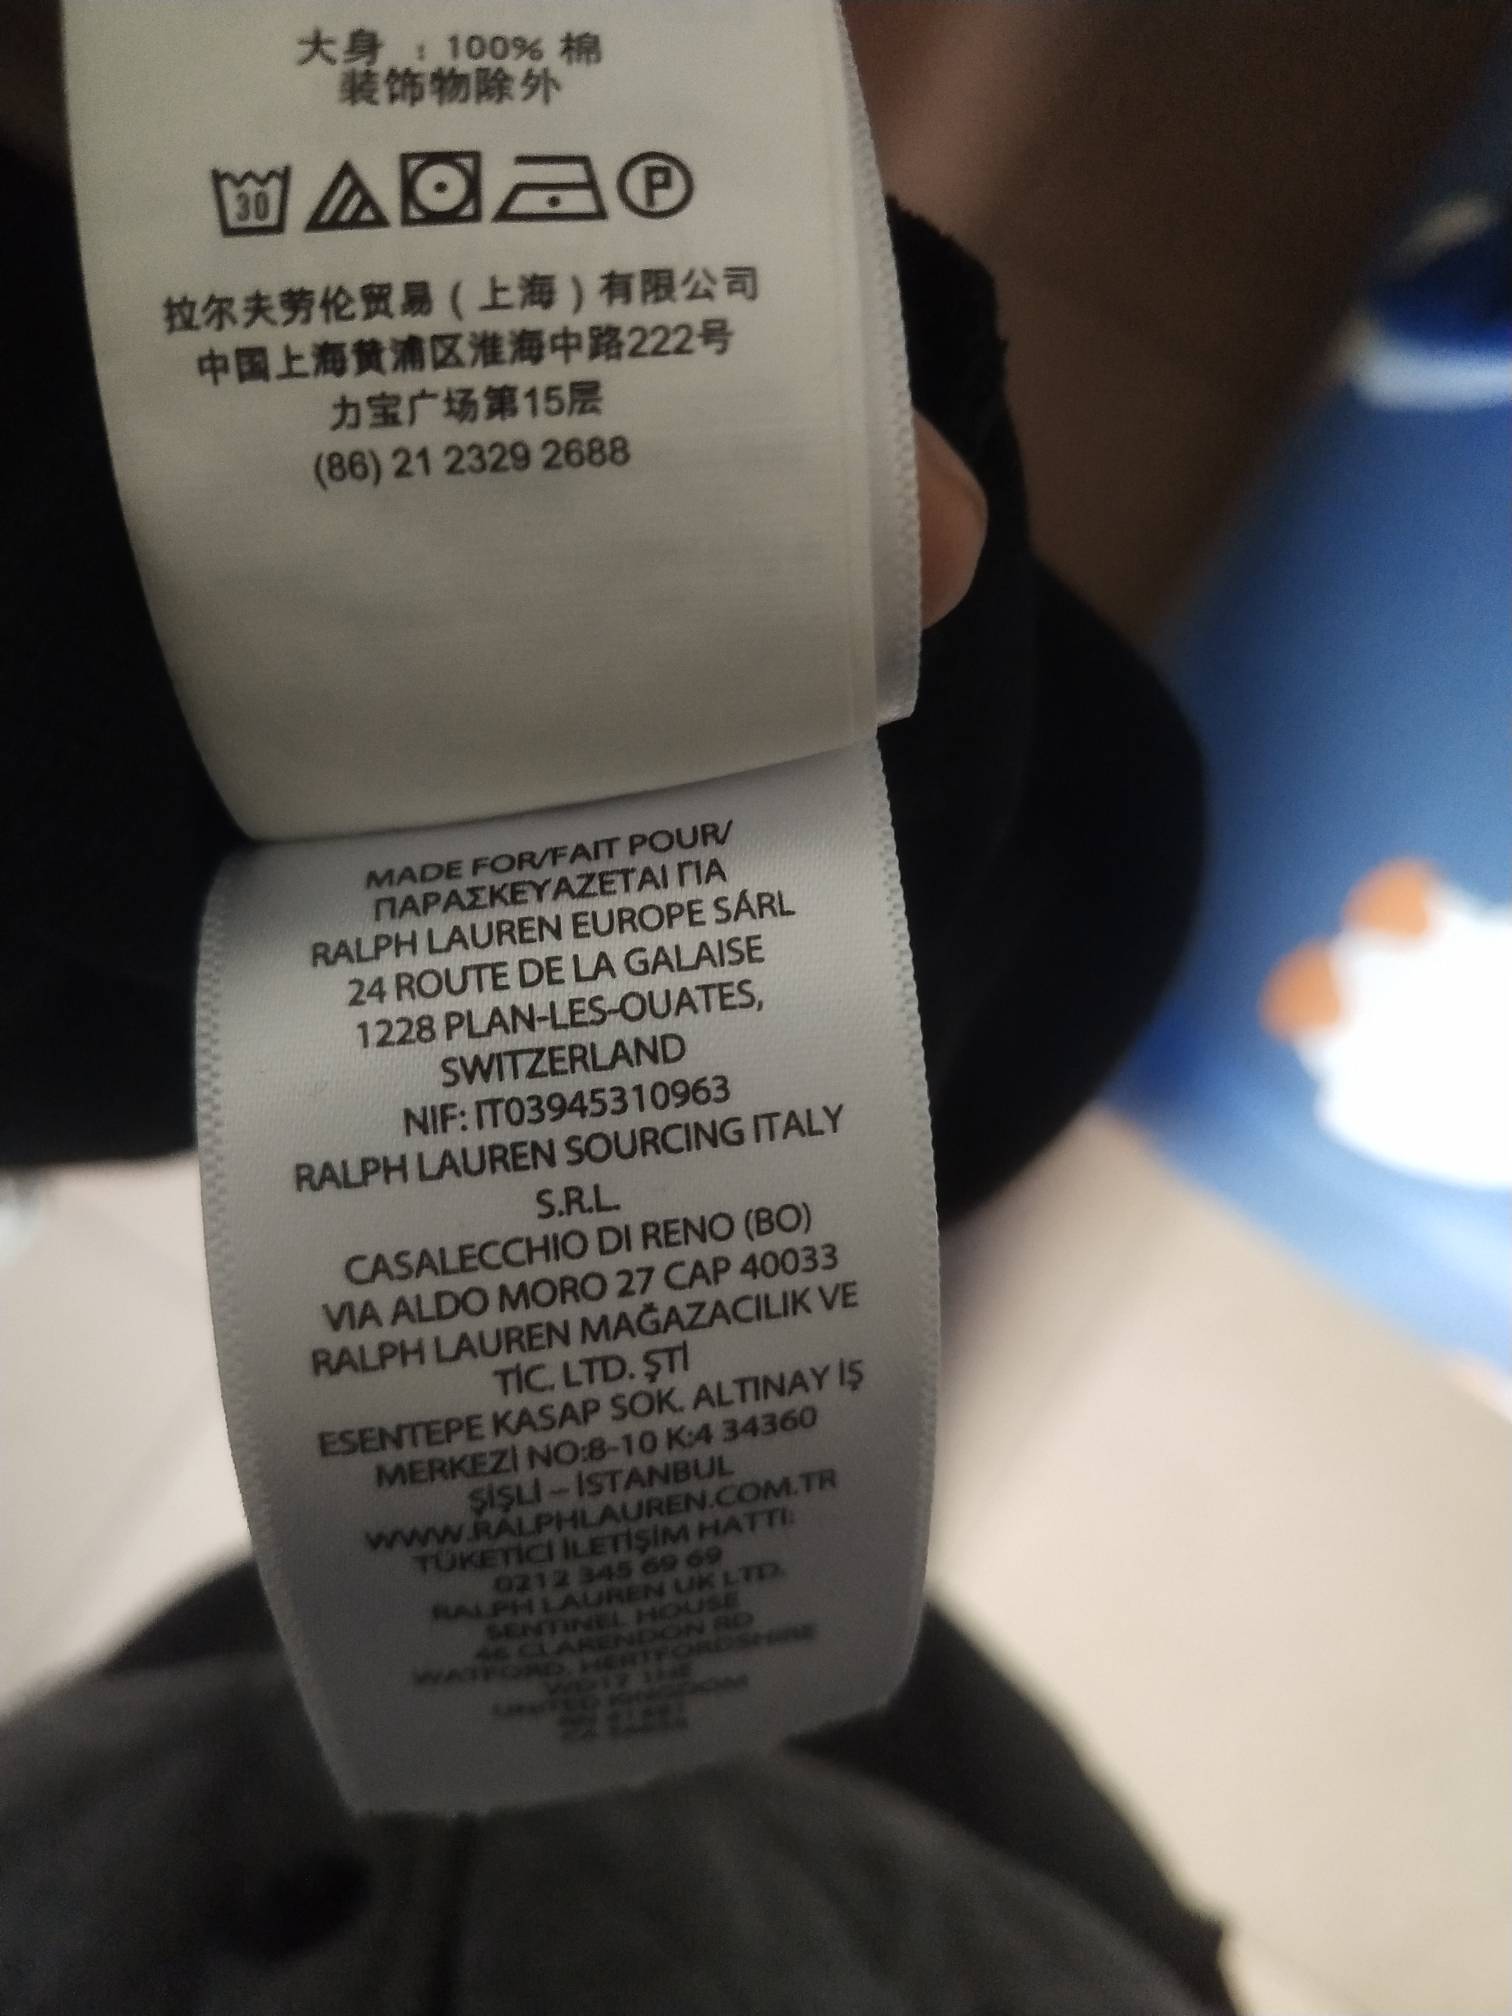 大身 : 100% 棉
装饰物除外
30 P
拉尔夫劳伦贸易(上海)有限公司
中国上海黄浦区淮海中路222号
力宝广场第15层
(86) 21 2329 2688
MADE FOR/FAIT POUR/
ΠΑΡΑΣΚΕΥΑΖΕΤΑΙ ΓΙΑ
RALPH LAUREN EUROPE SÁRL
24 ROUTE DE LA GALAISE
1228 PLAN-LES-OUATES,
SWITZERLAND
NIF: IT03945310963
RALPH LAUREN SOURCING ITALY
S.R.L.
CASALECCHIO DI RENO (BO)
VIA ALDO MORO 27 CAP 40033
RALPH LAUREN MAĞAZACILIK VE
TİC. LTD. ŞTİ
ESENTEPE KASAP SOK. ALTINAY İŞ
MERKEZİ NO:8-10 K:4 34360
ŞİŞLİ – İSTANBUL
WWW.RALPHLAUREN.COM.TR
TÜKETİCİ İLETİŞİM HATTI:
0212 345 69 69
RALPH LAUREN UK LTD.
SENTINEL HOUSE
46 CLARENDON RD
WATFORD, HERTFORDSHIRE
WD17 1HE
UNITED KINGDOM